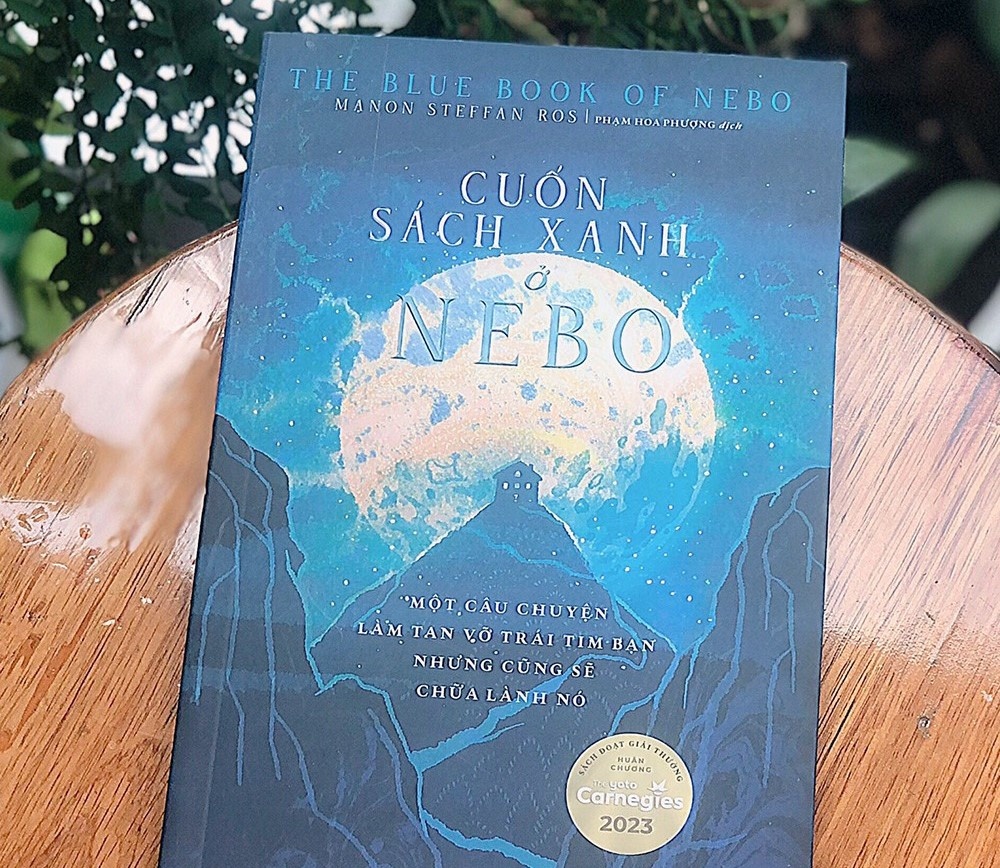 THE BLUE BOOK OF NEBO
MANON STEFFAN ROS | PHẠM HOA PHƯỢNG dịch
CUỐN
SÁCH XANH
Ở
NEBO
"MỘT CÂU CHUYỆN
LÀM TAN VỠ TRÁI TIM BẠN
NHƯNG CŨNG SẼ
CHỮA LÀNH NÓ
SÁCH ĐOẠT GIẢI THƯỞNG
HUÂN
CHƯƠNG
The yoto
Carnegies
2023